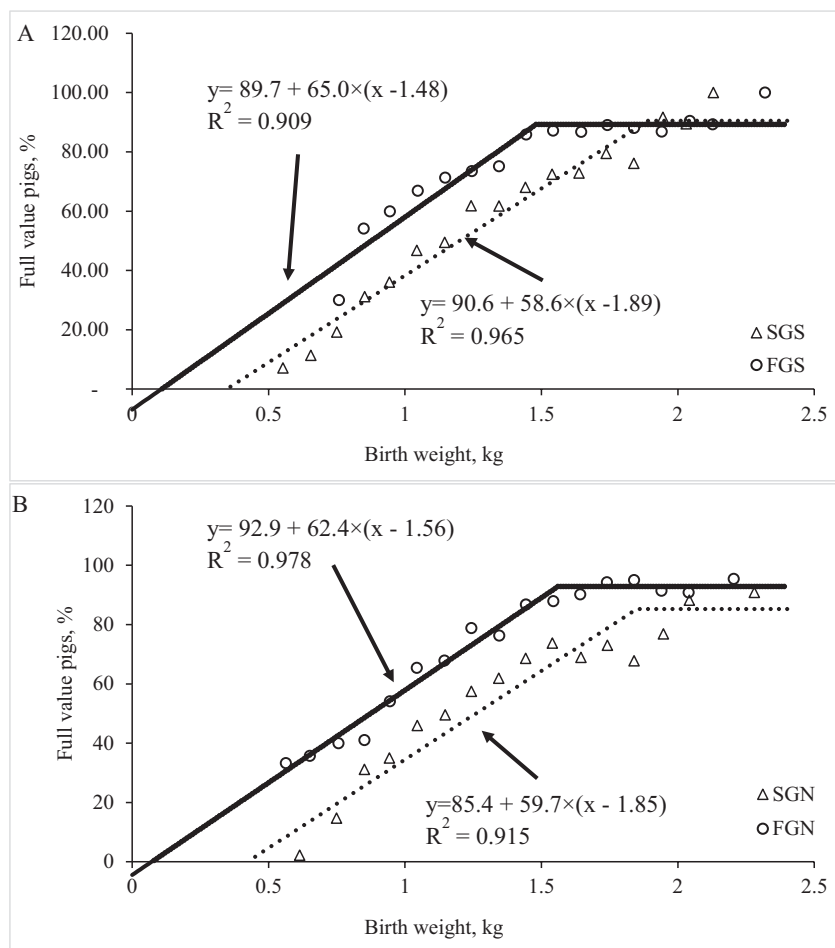 A
120.00
100.00
80.00
60.00
40.00
20.00
-
Full value pigs, %
y= 89.7 + 65.0×(x -1.48)
R² = 0.909
y= 90.6 + 58.6×(x -1.89)
R² = 0.965
SGS
FGS
0 0.5 1 1.5 2 2.5
Birth weight, kg
B
120
100
80
60
40
20
0
Full value pigs, %
y= 92.9 + 62.4×(x - 1.56)
R² = 0.978
y=85.4 + 59.7×(x - 1.85)
R² = 0.915
SGN
FGN
0 0.5 1 1.5 2 2.5
Birth weight, kg